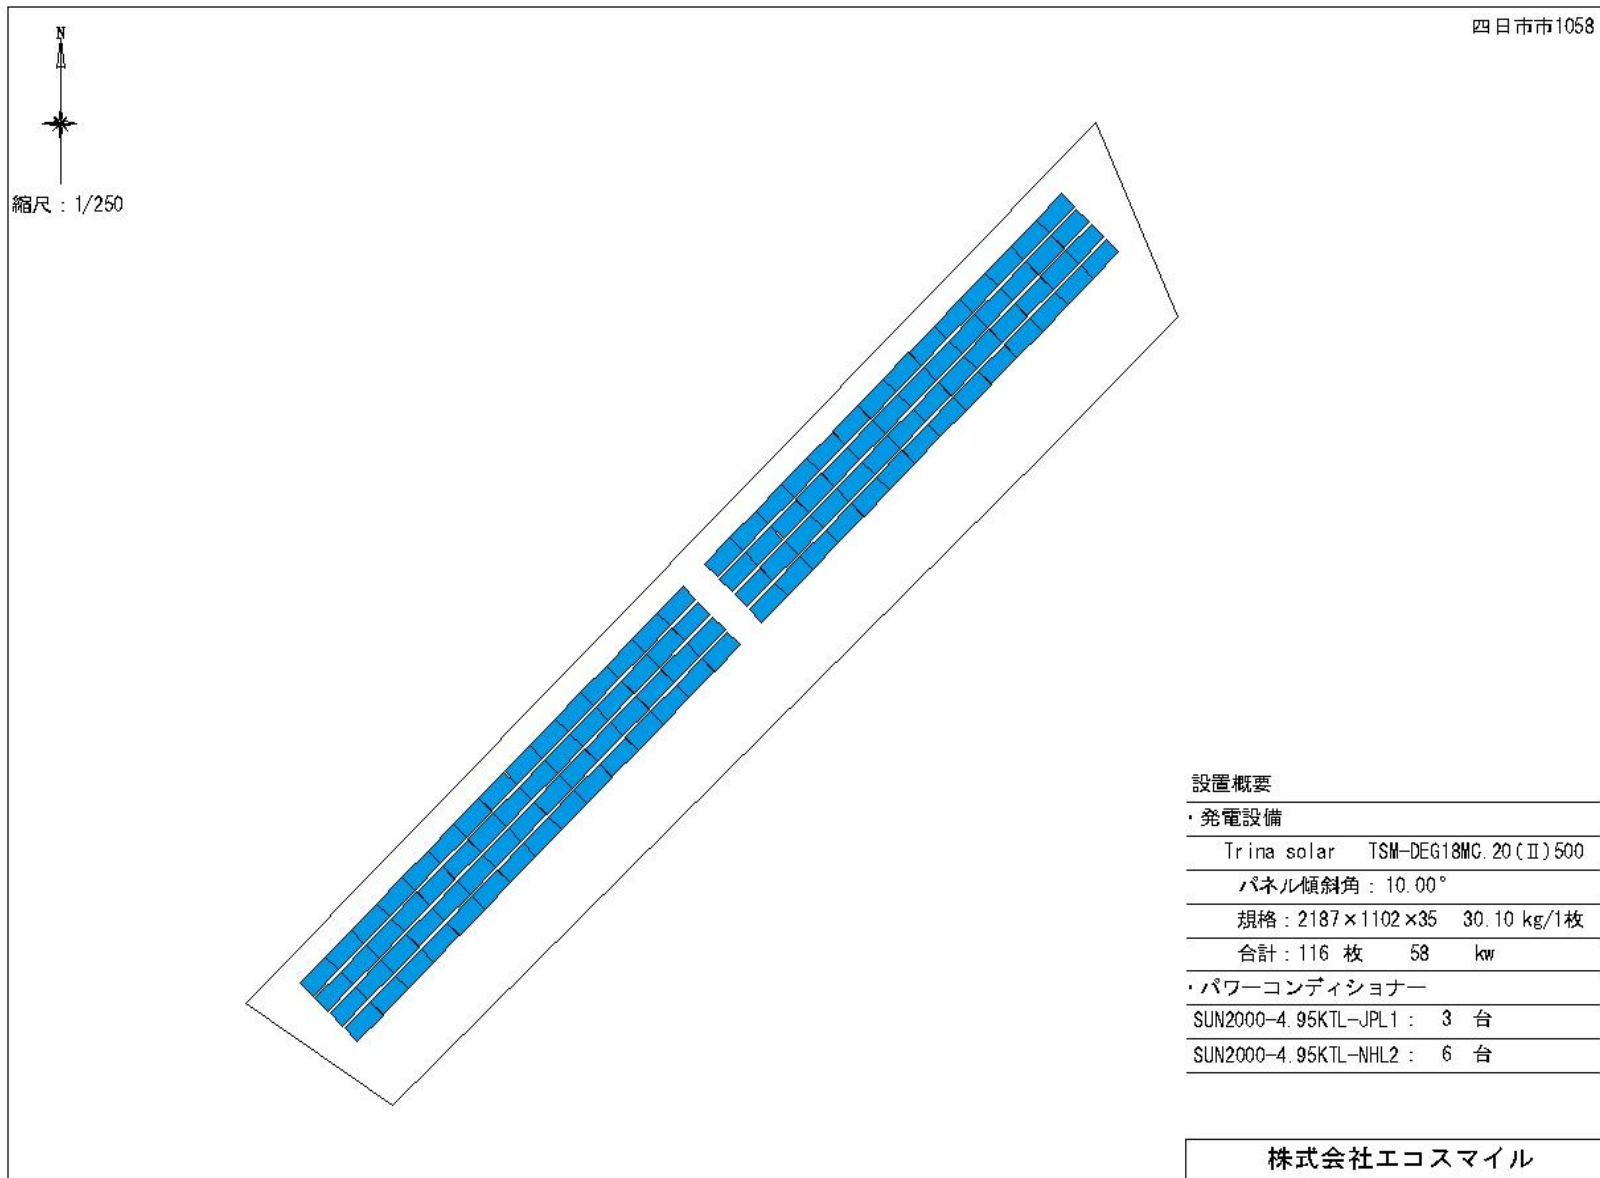 四日市市1058
N
縮尺：1/250
設置概要
・発電設備
Trina solar TSM-DEG18MC.20(Ⅱ)500
パネル傾斜角：10.00°
規格：2187×1102×35 30.10 kg/1枚
合計：116 枚 58 kw
・パワーコンディショナー
SUN2000-4.95KTL-JPL1： 3 台
SUN2000-4.95KTL-NHL2： 6 台
株式会社エコスマイル